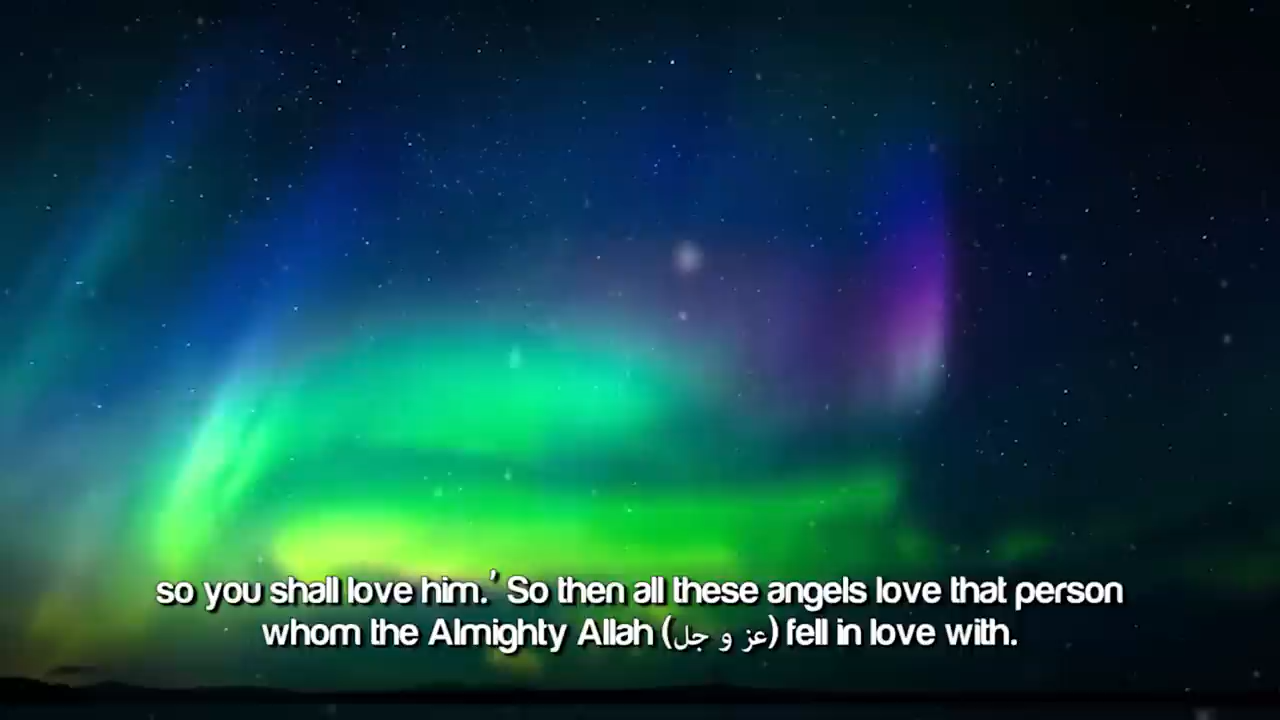 so you shall love him.' So then all these angels love that person
whom the Almighty Allah (عز و جل) fell in love with.